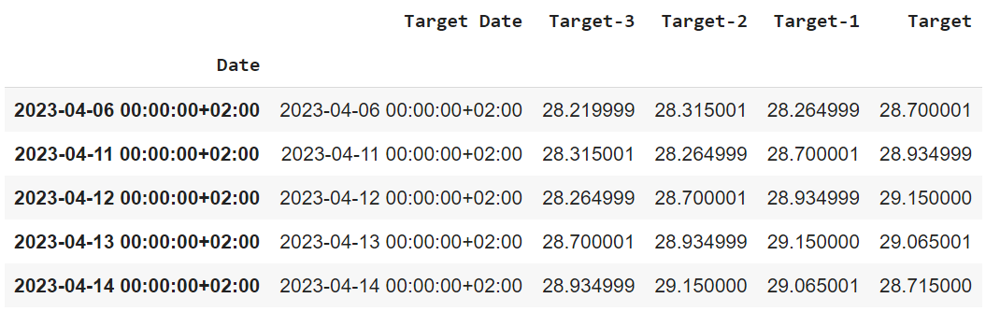 Target Date Target-3 Target-2 Target-1 Target
Date
2023-04-06 00:00:00+02:00 2023-04-06 00:00:00+02:00 28.219999 28.315001 28.264999 28.700001
2023-04-11 00:00:00+02:00 2023-04-11 00:00:00+02:00 28.315001 28.264999 28.700001 28.934999
2023-04-12 00:00:00+02:00 2023-04-12 00:00:00+02:00 28.264999 28.700001 28.934999 29.150000
2023-04-13 00:00:00+02:00 2023-04-13 00:00:00+02:00 28.700001 28.934999 29.150000 29.065001
2023-04-14 00:00:00+02:00 2023-04-14 00:00:00+02:00 28.934999 29.150000 29.065001 28.715000